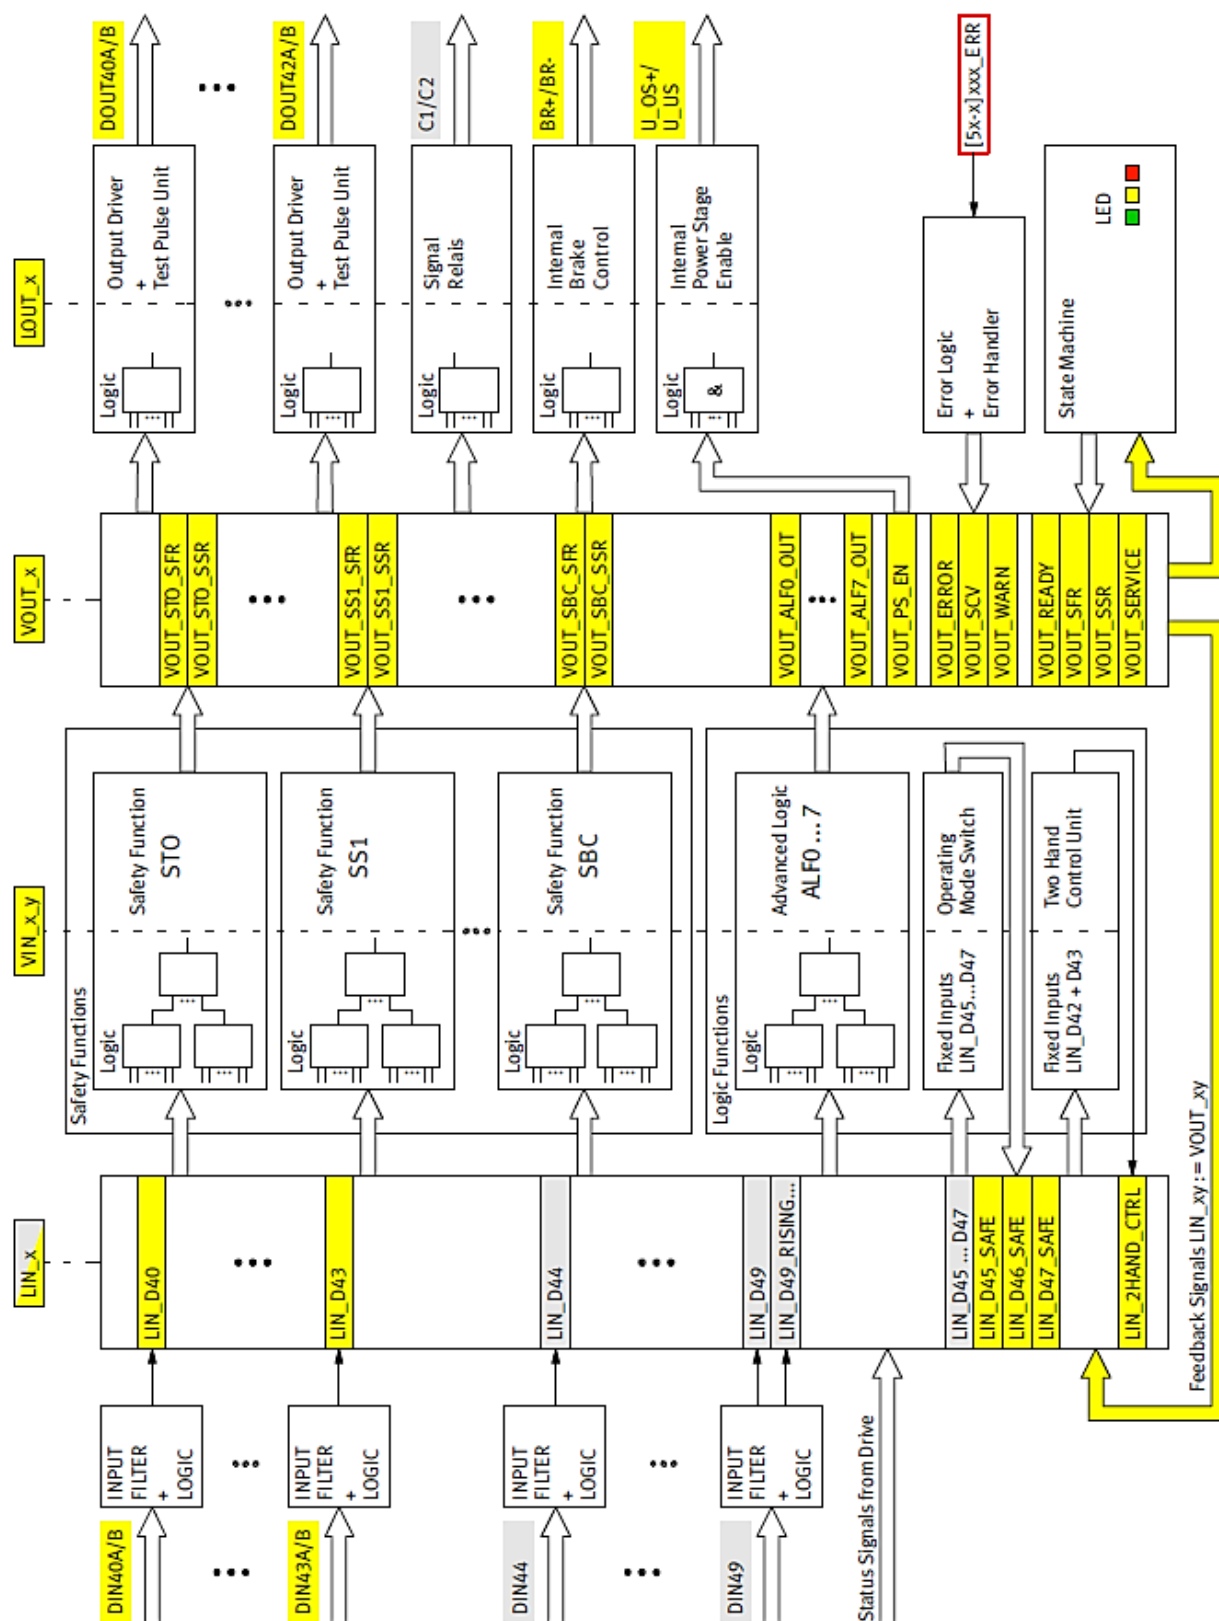 LIN_x
VIN_x_y
VOUT_x
LOUT_x
DIN40A/B
INPUT
FILTER
+ LOGIC
DIN43A/B
INPUT
FILTER
+ LOGIC
DIN44
INPUT
FILTER
+ LOGIC
DIN49
INPUT
FILTER
+ LOGIC
Status Signals from Drive
LIN_D40
LIN_D43
LIN_D44
LIN_D49
LIN_D49_RISING...
LIN_D45 ... D47
LIN_D45_SAFE
LIN_D46_SAFE
LIN_D47_SAFE
LIN_2HAND_CTRL
Feedback Signals LIN_xy := VOUT_xy
Safety Functions
Logic
Safety Function
STO
Logic
Safety Function
SS1
Logic
Safety Function
SBC
Logic Functions
Logic
Advanced Logic
ALF0 ... 7
Fixed Inputs
LIN_D45...D47
Operating
Mode Switch
Fixed Inputs
LIN_D42 + D43
Two Hand
Control Unit
VOUT_STO_SFR
VOUT_STO_SSR
VOUT_SS1_SFR
VOUT_SS1_SSR
VOUT_SBC_SFR
VOUT_SBC_SSR
VOUT_ALF0_OUT
VOUT_ALF7_OUT
VOUT_PS_EN
VOUT_ERROR
VOUT_SCV
VOUT_WARN
VOUT_READY
VOUT_SFR
VOUT_SSR
VOUT_SERVICE
Logic
Output Driver
+
Test Pulse Unit
DOUT40A/B
Logic
Output Driver
+
Test Pulse Unit
DOUT42A/B
Logic
Signal
Relais
C1/C2
Logic
Internal
Brake
Control
BR+/BR-
Logic
&
Internal
Power Stage
Enable
U_OS+/
U_US
Error Logic
+
Error Handler
[5x-x]xxx_ERR
State Machine
LED